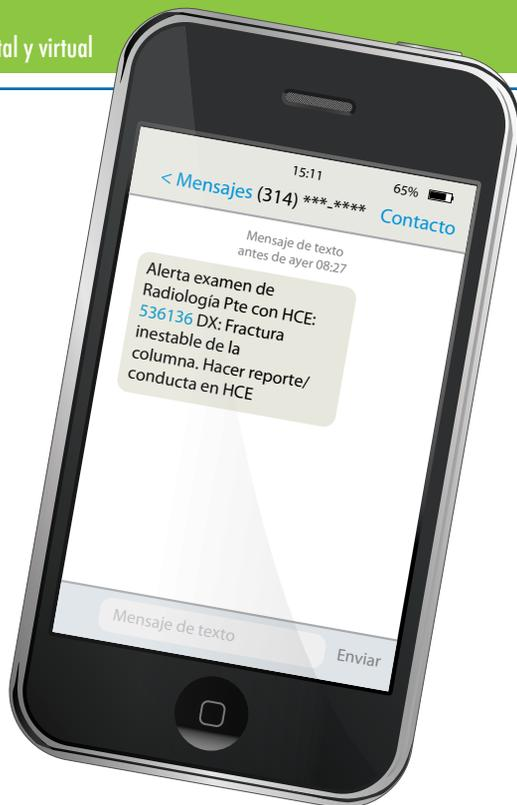 tal y virtual
15:11
65%
< Mensajes (314) ***-**** Contacto
Mensaje de texto
antes de ayer 08:27
Alerta examen de
Radiología Pte con HCE:
536136 DX: Fractura
inestable de la
columna. Hacer reporte/
conducta en HCE
Mensaje de texto
Enviar